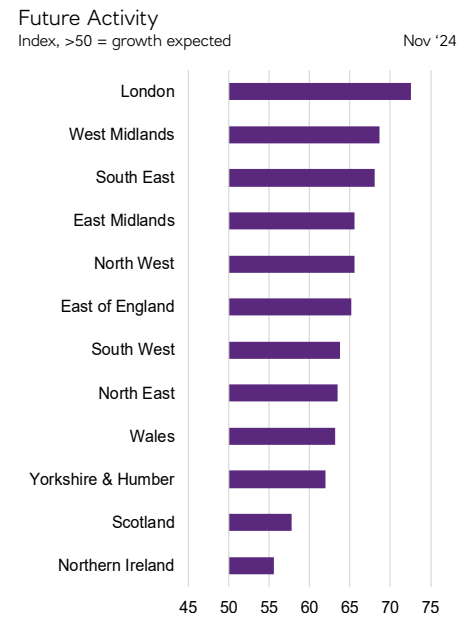 Future Activity
Index, >50 = growth expected
Nov ‘24
London
West Midlands
South East
East Midlands
North West
East of England
South West
North East
Wales
Yorkshire & Humber
Scotland
Northern Ireland
45 50 55 60 65 70 75